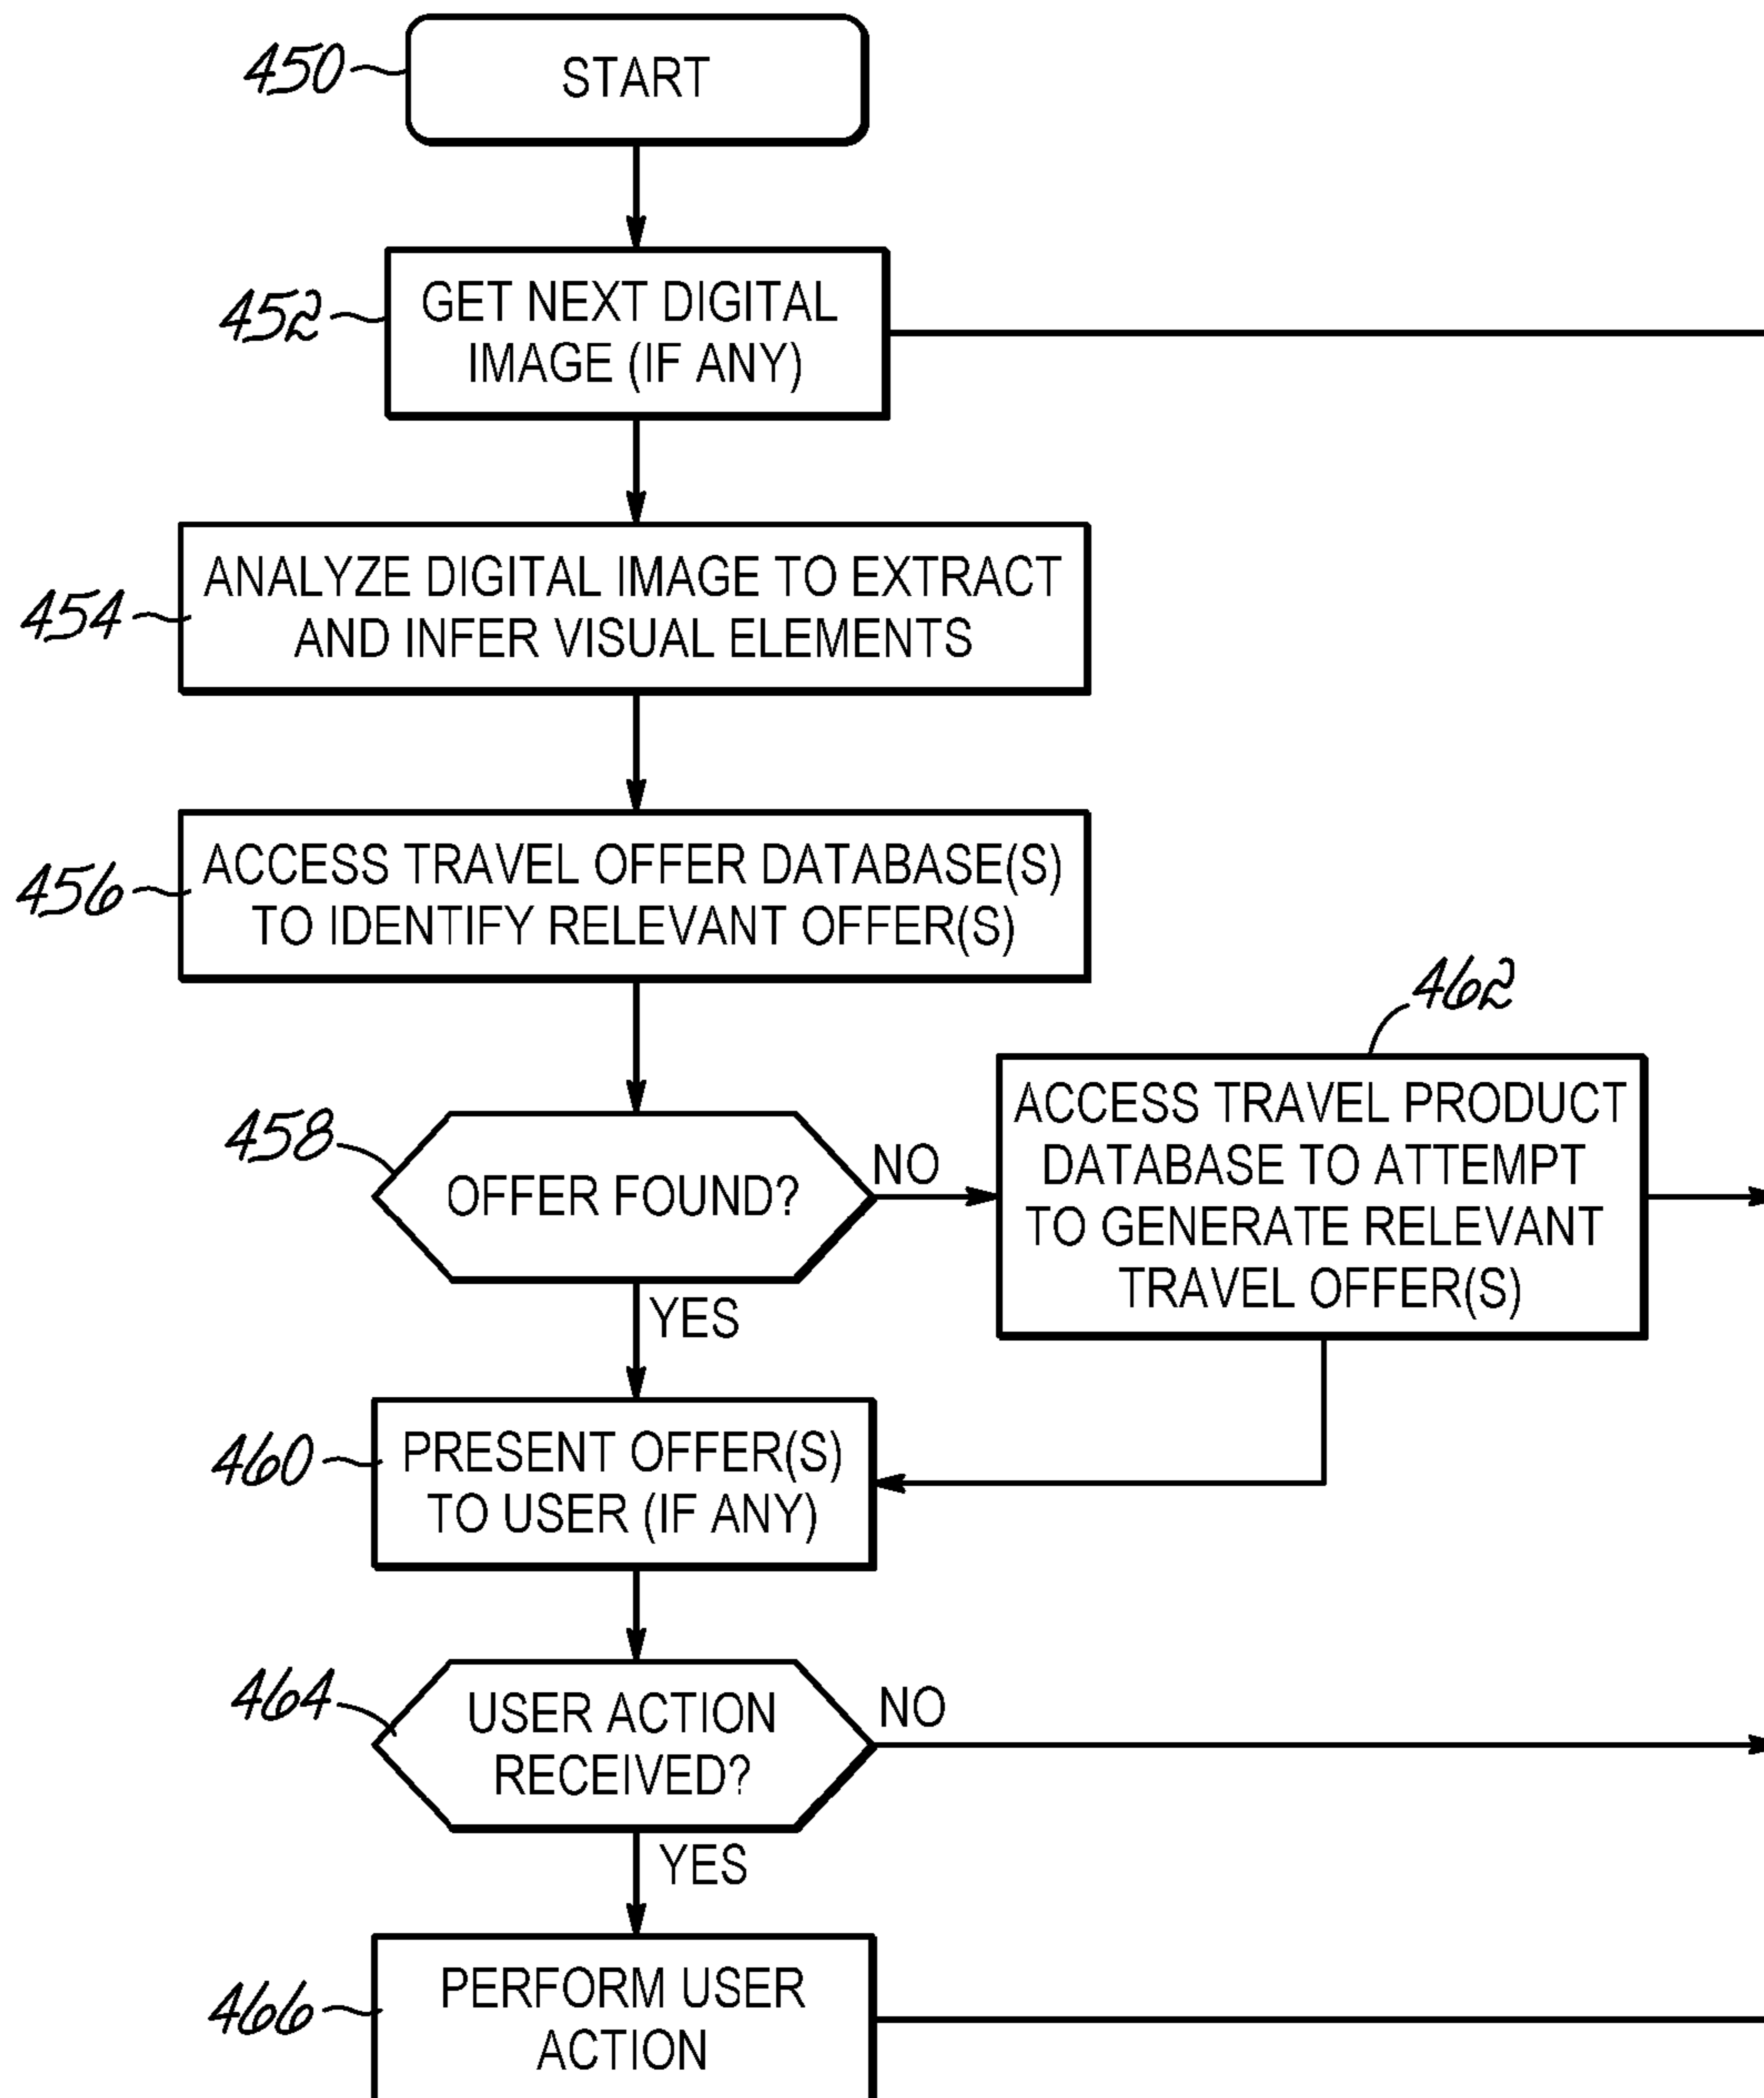 450
START
452
GET NEXT DIGITAL
IMAGE (IF ANY)
454
ANALYZE DIGITAL IMAGE TO EXTRACT
AND INFER VISUAL ELEMENTS
456
ACCESS TRAVEL OFFER DATABASE(S)
TO IDENTIFY RELEVANT OFFER(S)
458
OFFER FOUND?
NO
462
ACCESS TRAVEL PRODUCT
DATABASE TO ATTEMPT
TO GENERATE RELEVANT
TRAVEL OFFER(S)
YES
460
PRESENT OFFER(S)
TO USER (IF ANY)
464
USER ACTION
RECEIVED?
NO
YES
466
PERFORM USER
ACTION